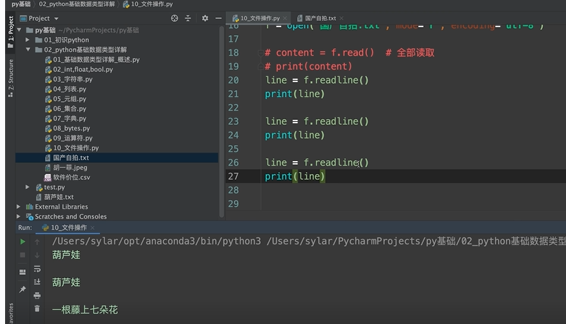 py基础 › 02_python基础数据类型详解 › 10_文件操作.py
Project
10_文件操作.py
国产自拍.txt
1: Project
py基础 ~/PycharmProjects/py基础
01_初识python
02_python基础数据类型详解
01_基础数据类型详解_概述.py
02_int,float,bool.py
03_字符串.py
04_列表.py
05_元组.py
06_集合.py
07_字典.py
08_bytes.py
09_运算符.py
10_文件操作.py
国产自拍.txt
胡一菲.jpeg
软件价位.csv
test.py
葫芦娃.txt
External Libraries
Scratches and Consoles
Z: Structure
16 f = open("国产自拍.txt", mode="r", encoding="utf-8")
17
18 # content = f.read() # 全部读取
19 # print(content)
20 line = f.readline()
21 print(line)
22
23 line = f.readline()
24 print(line)
25
26 line = f.readline()
27 print(line)
28
29
Run: 10_文件操作
/Users/sylar/opt/anaconda3/bin/python3 /Users/sylar/PycharmProjects/py基础/02_python基础数据类型
葫芦娃
葫芦娃
一根藤上七朵花